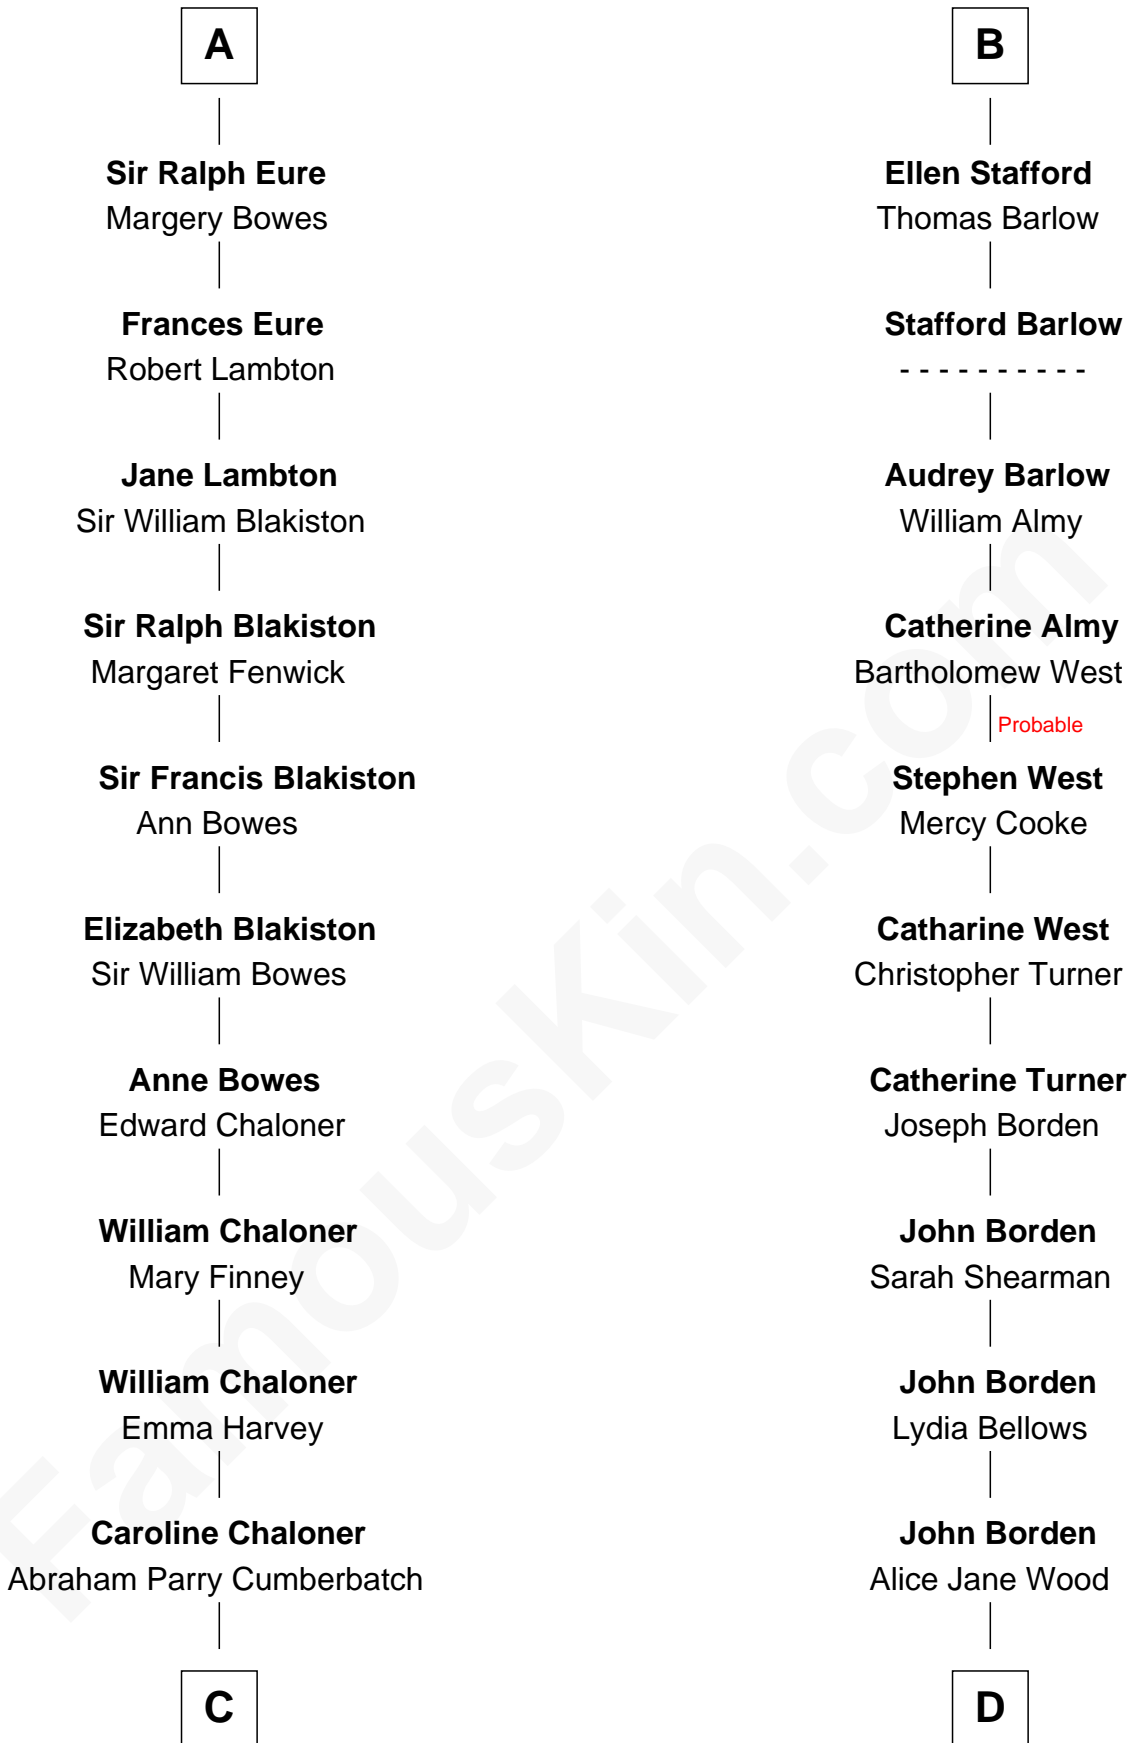 A
Sir Ralph Eure
Margery Bowes
Frances Eure
Robert Lambton
Jane Lambton
Sir William Blakiston
Sir Ralph Blakiston
Margaret Fenwick
Sir Francis Blakiston
Ann Bowes
Elizabeth Blakiston
Sir William Bowes
Anne Bowes
Edward Chaloner
William Chaloner
Mary Finney
William Chaloner
Emma Harvey
Caroline Chaloner
Abraham Parry Cumberbatch
C
B
Ellen Stafford
Thomas Barlow
Stafford Barlow
- - - - - - - - - -
Audrey Barlow
William Almy
Catherine Almy
Bartholomew West
Probable
Stephen West
Mercy Cooke
Catharine West
Christopher Turner
Catherine Turner
Joseph Borden
John Borden
Sarah Shearman
John Borden
Lydia Bellows
John Borden
Alice Jane Wood
D
FamousKin.com